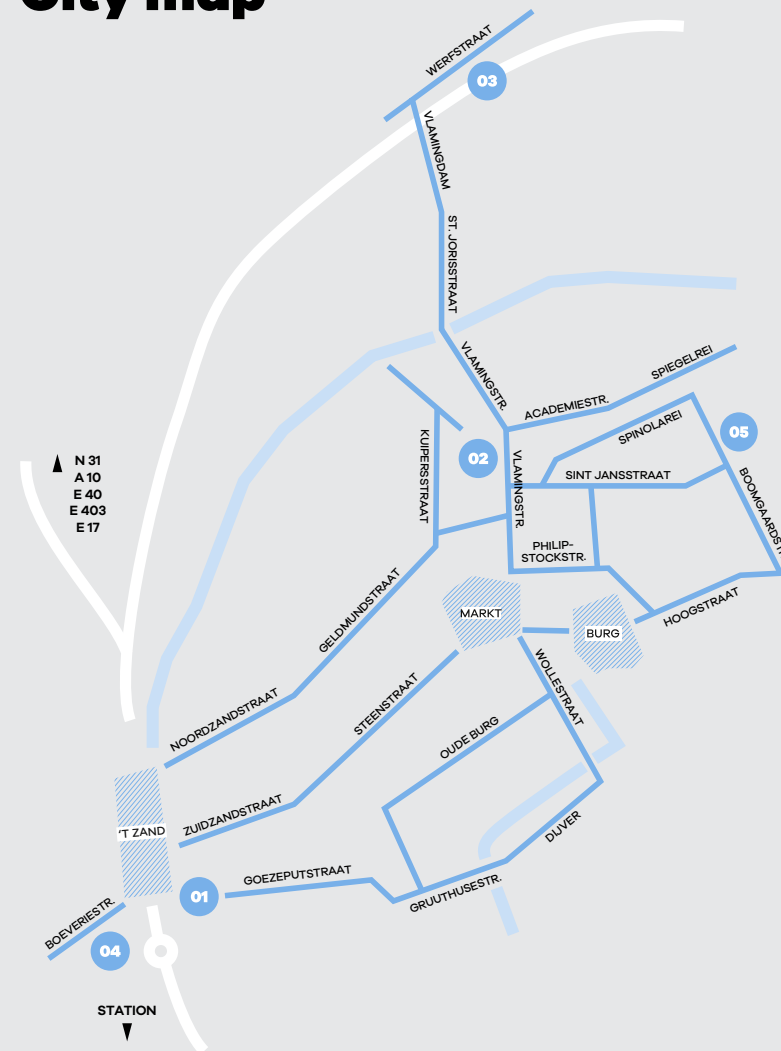 City map
WERFSTRAAT
03
VLAMINGDAM
ST. JORISSTRAAT
VLAMINGSTR.
SPIEGELREI
ACADEMIESTR.
SPINOLAREI
05
KUIPERSSTRAAT
02
VLAMINGSTR.
SINT JANSSTRAAT
BOOMGAARDST
N 31
A 10
E 40
E 403
E 17
PHILIP-
STOCKSTR.
GELDMUNDSTRAAT
MARKT
HOOGSTRAAT
BURG
WOLLESTRAAT
STEENSTRAAT
NOORDZANDSTRAAT
OUDE BURG
ZUIDZANDSTRAAT
'T ZAND
DIJVER
GOEZEPUTSTRAAT
01
GRUUTHUSESTR.
BOEVERIESTR.
04
STATION